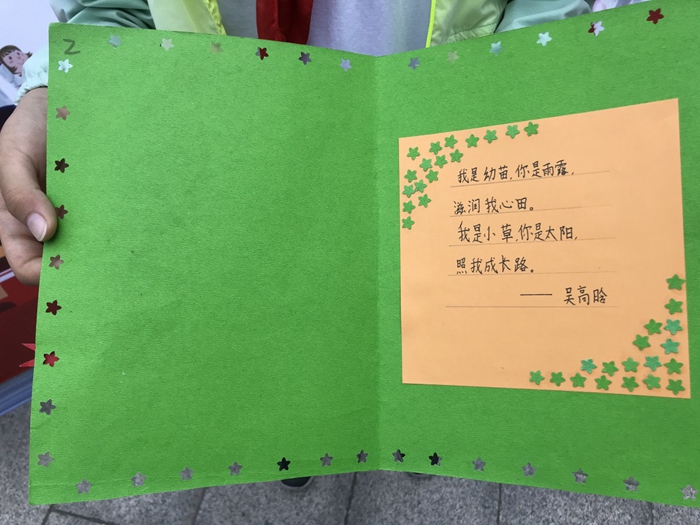 2
我是幼苗,你是雨露,
滋润我心田。
我是小草,你是太阳,
照我成长路。
—— 吴高晗